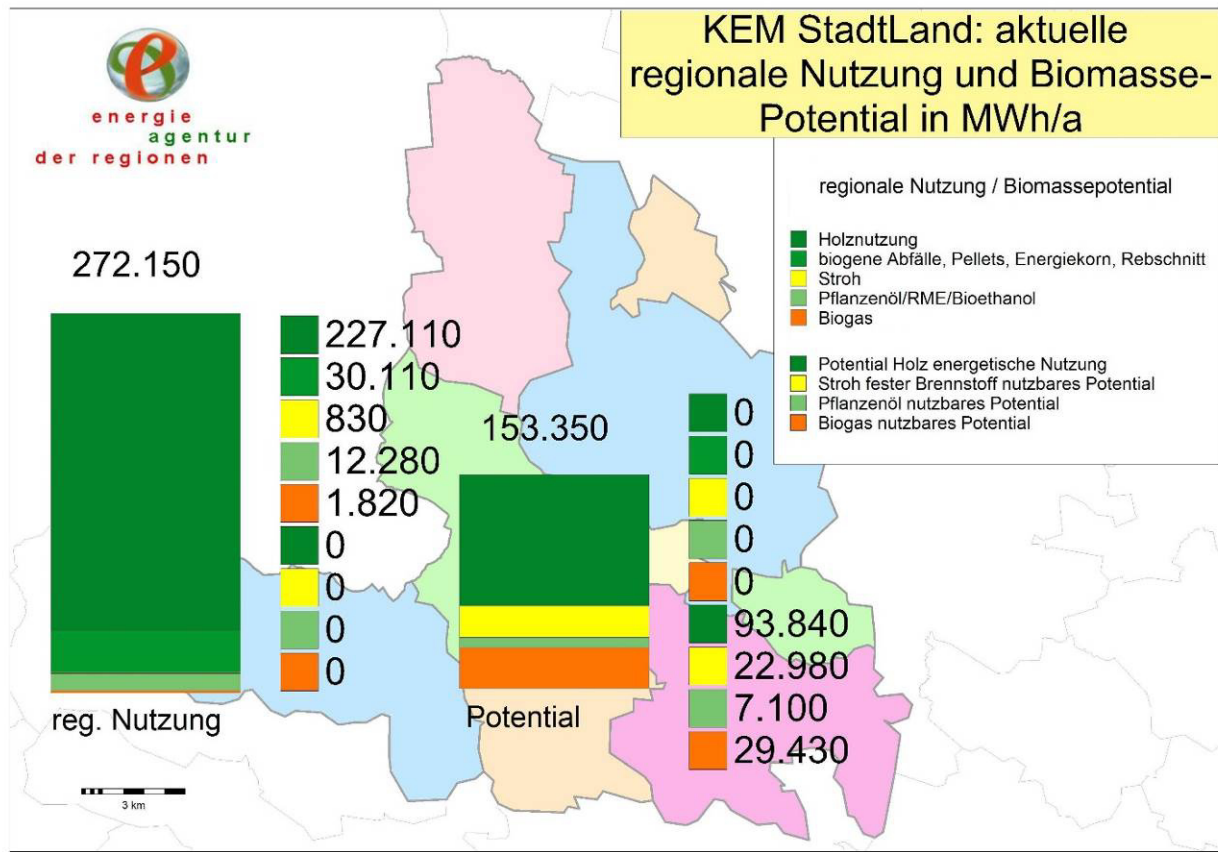 energie
agentur
der regionen
KEM StadtLand: aktuelle
regionale Nutzung und Biomasse-
Potential in MWh/a
regionale Nutzung / Biomassepotential
Holznutzung
biogene Abfälle, Pellets, Energiekorn, Rebschnitt
Stroh
Pflanzenöl/RME/Bioethanol
Biogas
Potential Holz energetische Nutzung
Stroh fester Brennstoff nutzbares Potential
Pflanzenöl nutzbares Potential
Biogas nutzbares Potential
272.150
227.110
30.110
830
12.280
1.820
0
0
0
0
reg. Nutzung
153.350
0
0
0
0
0
93.840
22.980
7.100
29.430
Potential
3 km